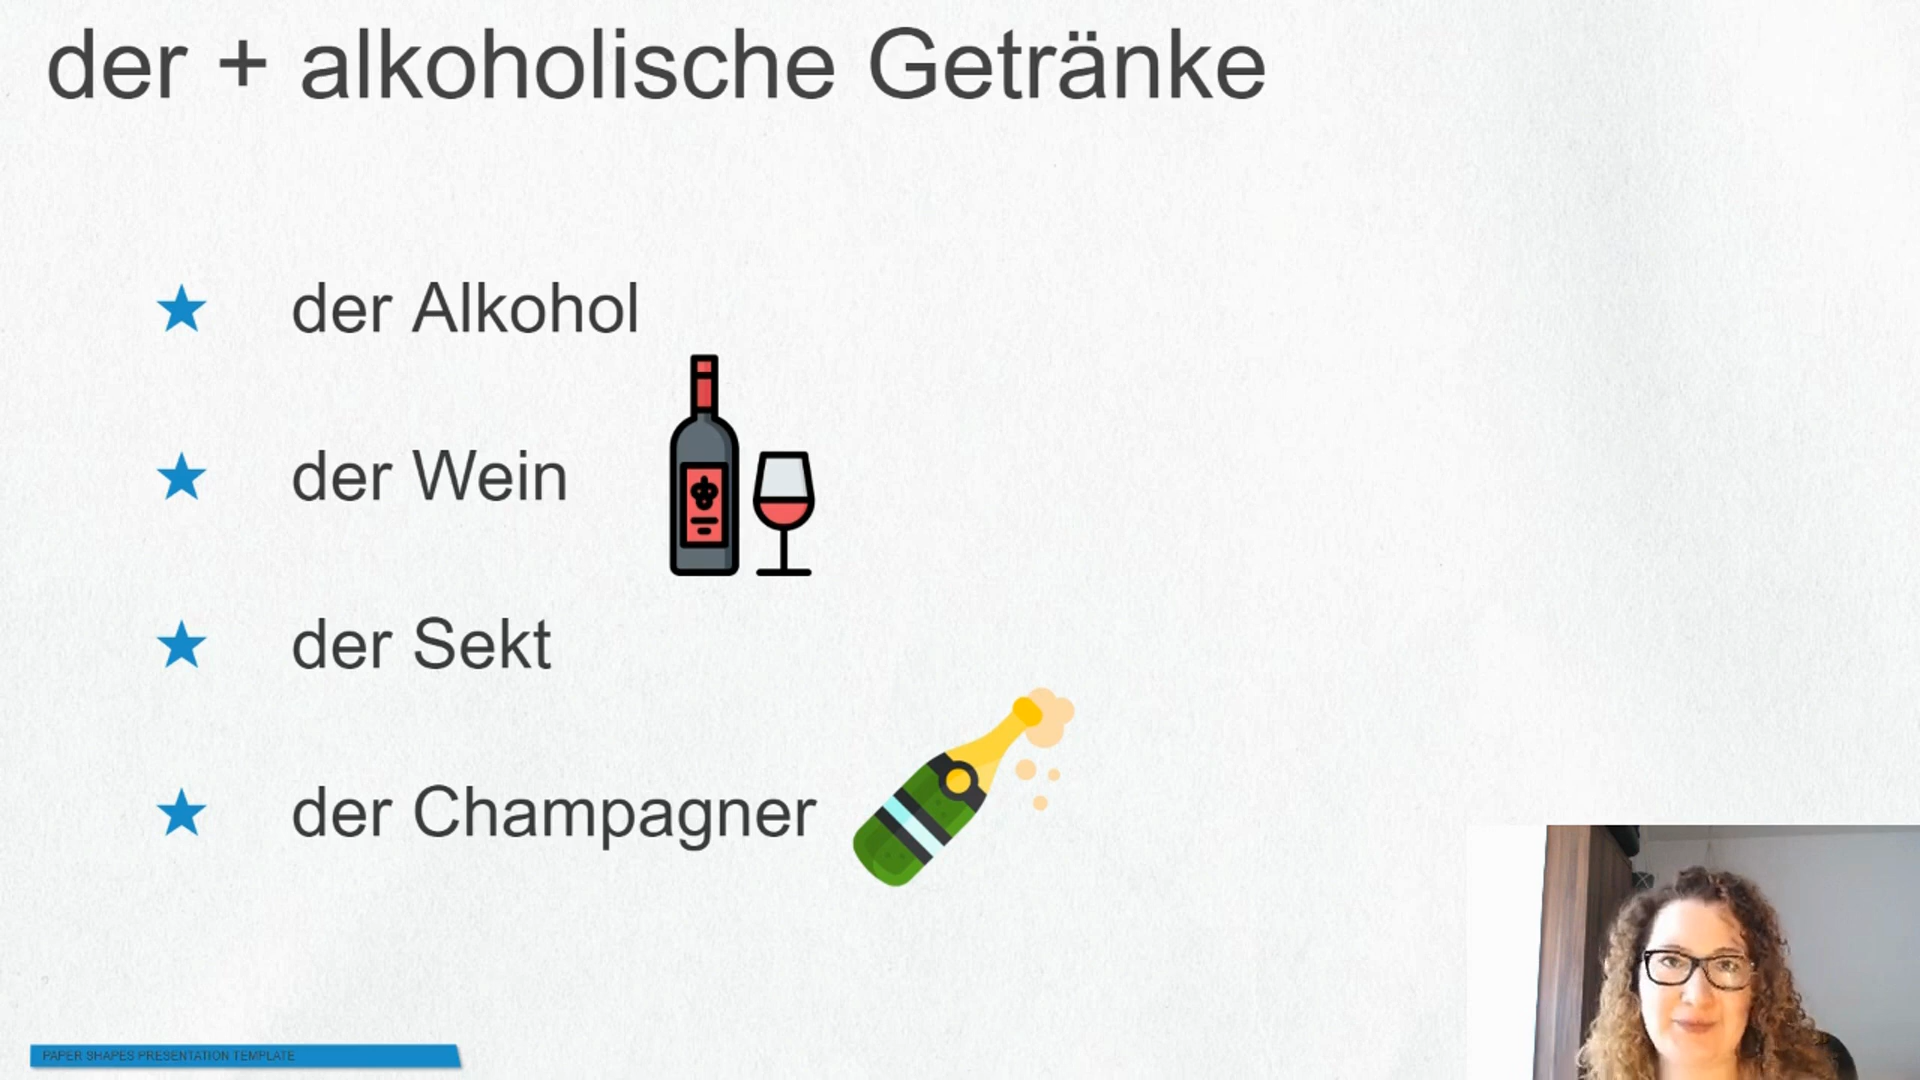 der + alkoholische Getränke
der Alkohol
der Wein
der Sekt
der Champagner
PAPER SHAPES PRESENTATION TEMPLATE